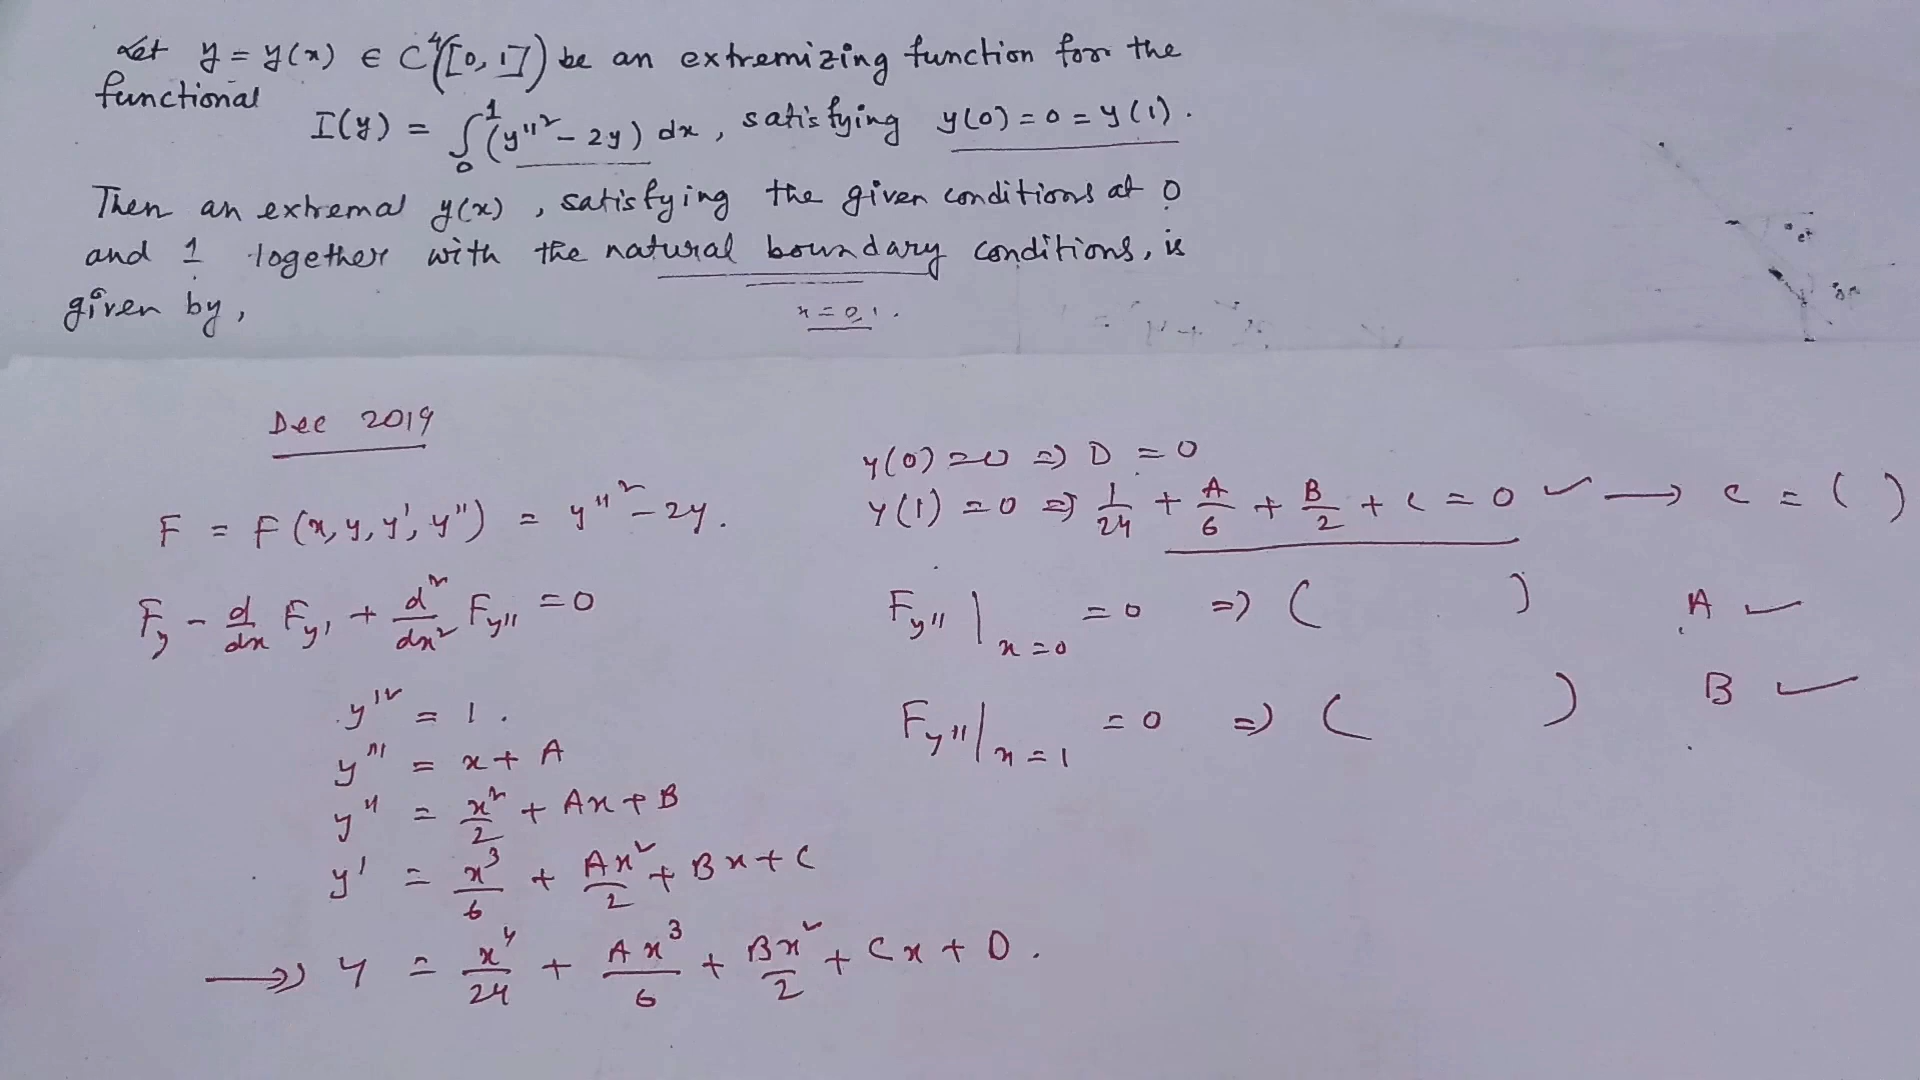 Let y = y(x) ∈ C⁴([0, 1]) be an extremizing function for the
functional
I(y) = ∫₀¹ (y''² - 2y) dx, satisfying y(0) = 0 = y(1).
Then an extremal y(x), satisfying the given conditions at 0
and 1 together with the natural boundary conditions, is
given by,
x = 0, 1.
Dec 2019
F = F(x, y, y', y'') = y''² - 2y.
F_y - d/dx F_y' + d²/dx² F_y'' = 0
y^iv = 1.
y''' = x + A
y'' = x²/2 + Ax + B
y' = x³/6 + Ax²/2 + Bx + C
⟹ y = x⁴/24 + Ax³/6 + Bx²/2 + Cx + D.
y(0) = 0 ⇒ D = 0
y(1) = 0 ⇒ 1/24 + A/6 + B/2 + C = 0 ✓ → C = ( )
F_y'' |_{x=0} = 0 ⇒ ( ) A ✓
F_y'' |_{x=1} = 0 ⇒ ( ) B ✓